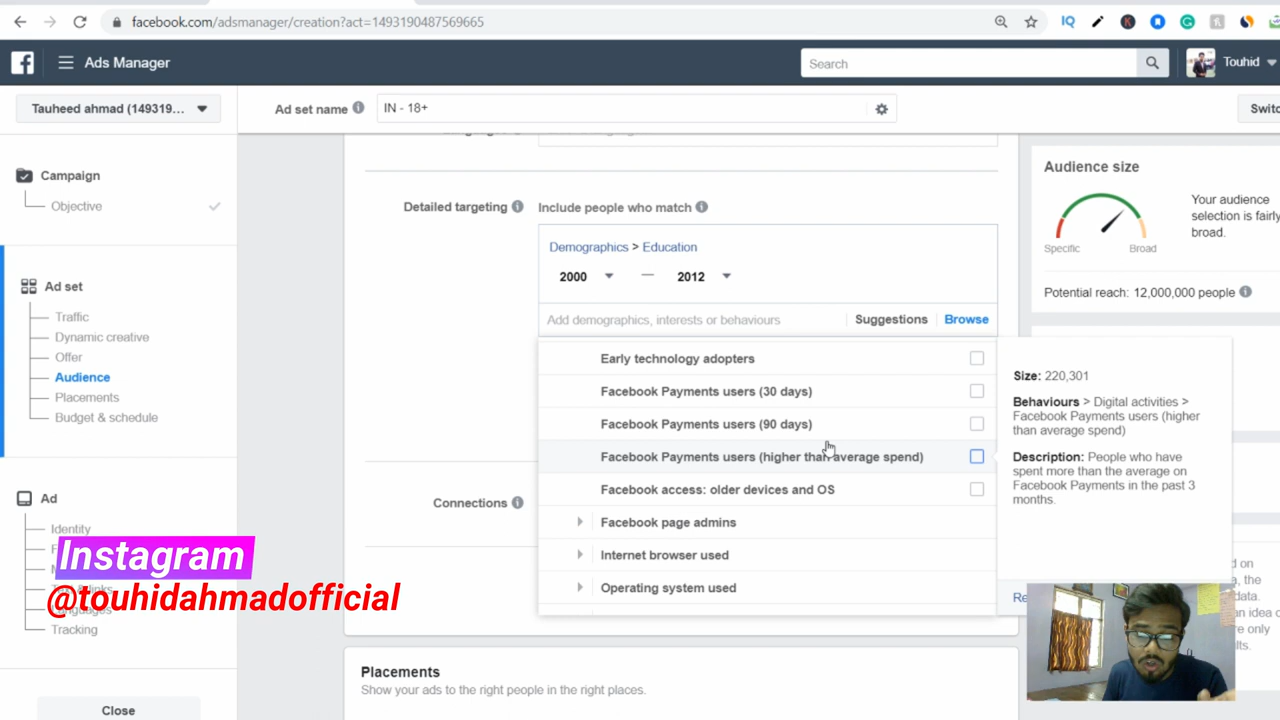 facebook.com/adsmanager/creation?act=1493190487569665
Ads Manager
Search
Touhid
Tauheed ahmad (149319...
Ad set name
IN - 18+
Campaign
Objective
Ad set
Traffic
Dynamic creative
Offer
Audience
Placements
Budget & schedule
Ad
Identity
Languages
Tracking
Close
Instagram
@touhidahmadofficial
Detailed targeting
Include people who match
Demographics > Education
2000 — 2012
Add demographics, interests or behaviours
Suggestions
Browse
Early technology adopters
Facebook Payments users (30 days)
Facebook Payments users (90 days)
Facebook Payments users (higher than average spend)
Facebook access: older devices and OS
Facebook page admins
Internet browser used
Operating system used
Connections
Placements
Show your ads to the right people in the right places.
Audience size
Specific
Broad
Your audience
selection is fairly
broad.
Potential reach: 12,000,000 people
Size: 220,301
Behaviours > Digital activities >
Facebook Payments users (higher
than average spend)
Description: People who have
spent more than the average on
Facebook Payments in the past 3
months.